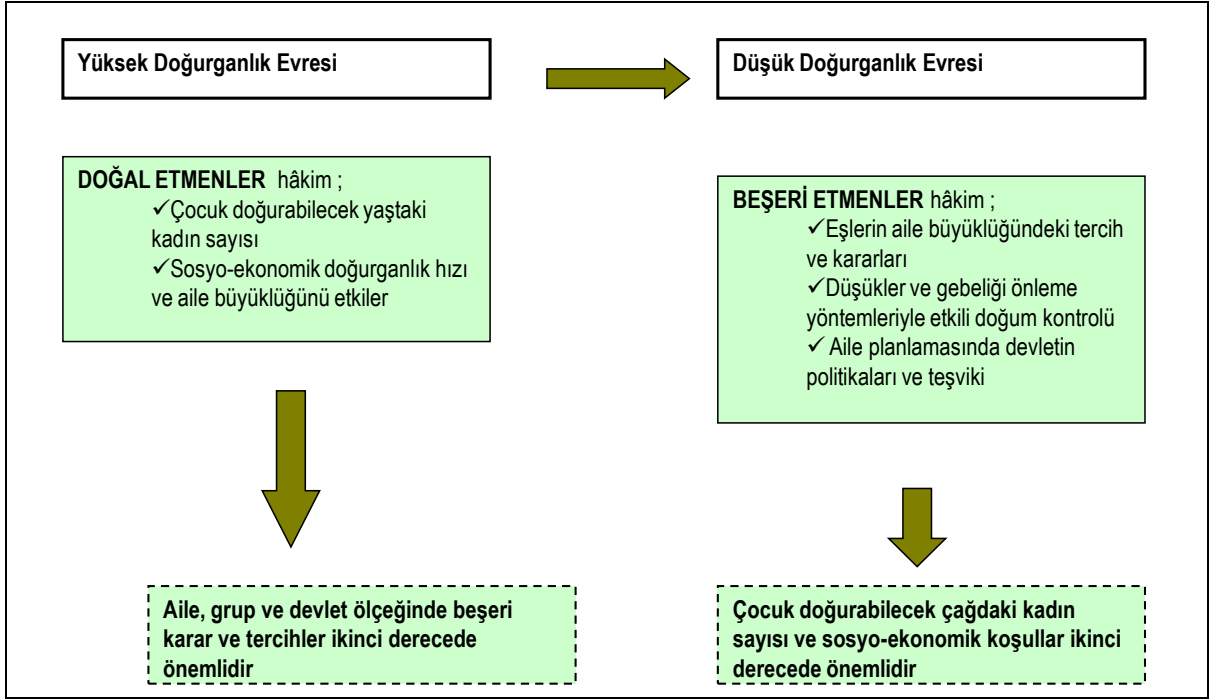 Yüksek Doğurganlık Evresi
Düşük Doğurganlık Evresi
DOĞAL ETMENLER hâkim ;
✓Çocuk doğurabilecek yaştaki
kadın sayısı
✓Sosyo-ekonomik doğurganlık hızı
ve aile büyüklüğünü etkiler
BEŞERİ ETMENLER hâkim ;
✓Eşlerin aile büyüklüğündeki tercih
ve kararları
✓Düşükler ve gebeliği önleme
yöntemleriyle etkili doğum kontrolü
✓ Aile planlamasında devletin
politikaları ve teşviki
Aile, grup ve devlet ölçeğinde beşeri
karar ve tercihler ikinci derecede
önemlidir
Çocuk doğurabilecek çağdaki kadın
sayısı ve sosyo-ekonomik koşullar ikinci
derecede önemlidir